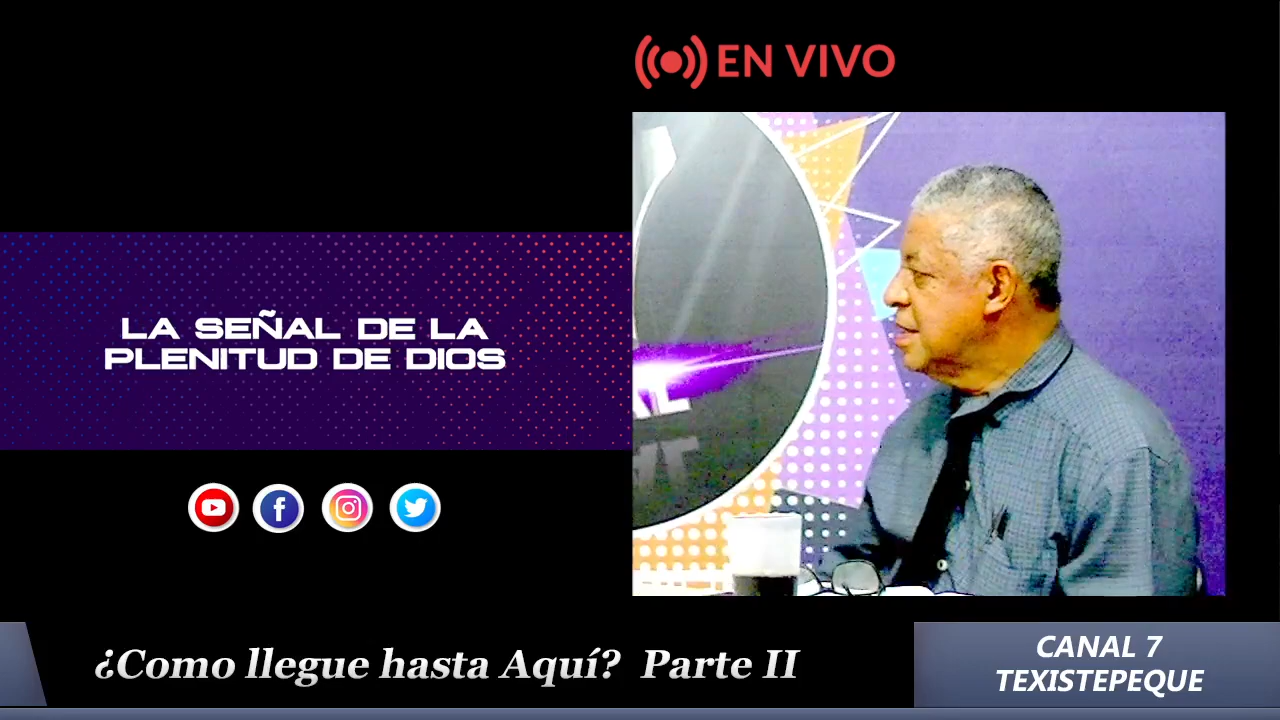 EN VIVO
LA SEÑAL DE LA
PLENITUD DE DIOS
¿Como llegue hasta Aquí?  Parte II
CANAL 7
TEXISTEPEQUE